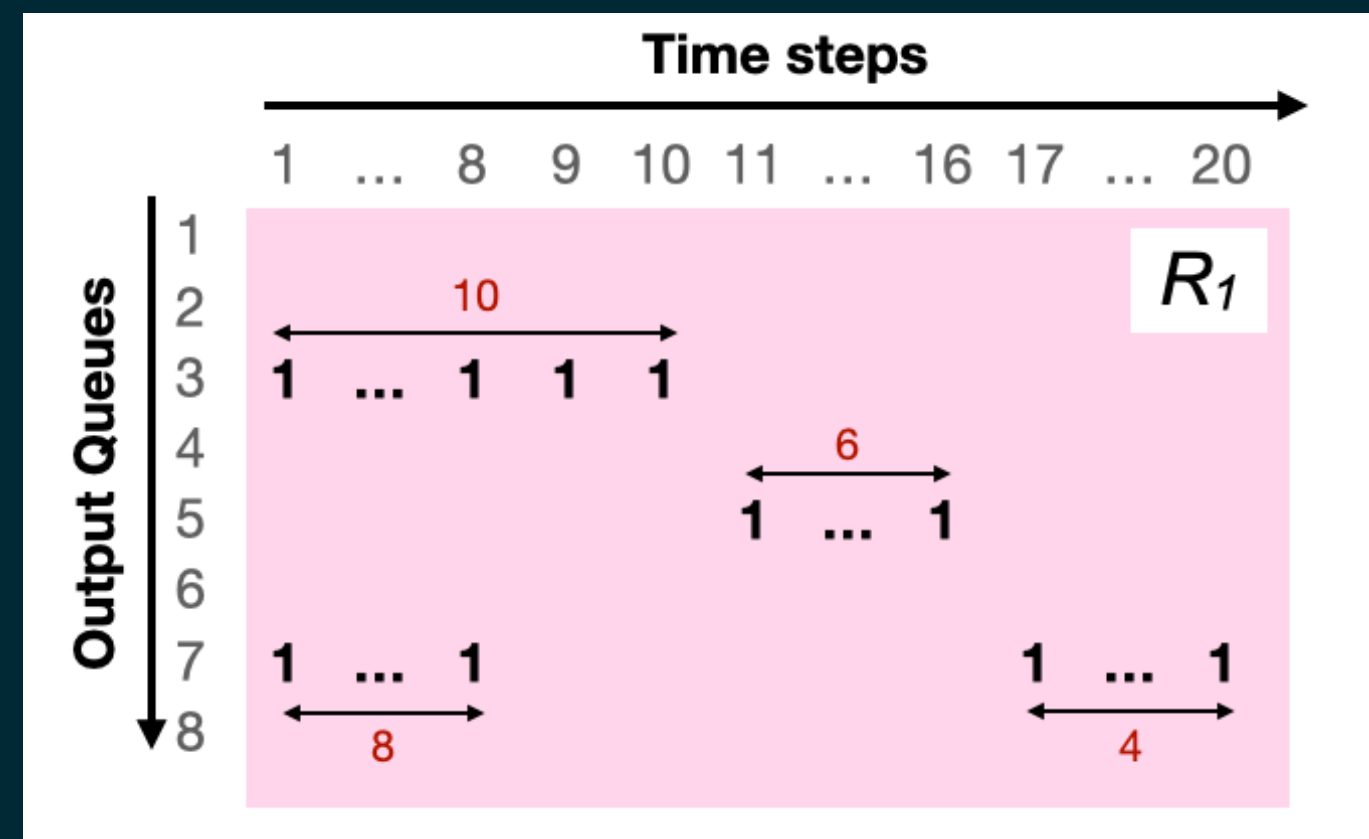 Time steps
1 ... 8 9 10 11 ... 16 17 ... 20
Output Queues
1
R1
2
10
3 1 ... 1 1 1
4
6
5 1 ... 1
6
7 1 ... 1 1 ... 1
8
8 4